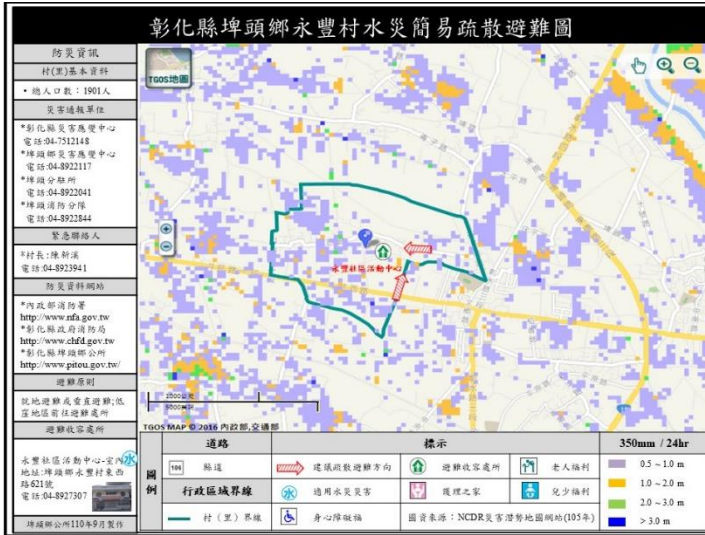 彰化縣埤頭鄉永豐村水災簡易疏散避難圖
防災資訊
村(里)基本資料
• 總人口數：1901人
災害通報單位
*彰化縣災害應變中心
電話:04-7512148
*埤頭鄉災害應變中心
電話:04-8922117
*埤頭分駐所
電話:04-8922041
*埤頭消防分隊
電話:04-8922844
緊急聯絡人
*村長:陳新溪
電話:04-8923941
防災資料網站
*內政部消防署
http://www.nfa.gov.tw
*彰化縣政府消防局
http://www.chfd.gov.tw
*彰化縣埤頭鄉公所
http://www.pitou.gov.tw/
避難原則
就地避難或垂直避難;低
窪地區前往避難處所
避難收容處所
永豐社區活動中心-室內
地址:埤頭鄉永豐村東西
路621號
電話:04-8927307
水
埤頭鄉公所110年9月製作
TGOS地圖
永豐社區活動中心
2000公尺
5000英呎
TGOS MAP © 2016 內政部,交通部
圖例
道路
106 縣道
行政區域界線
村（里）界線
標示
建議疏散避難方向
避難收容處所
老人福利
水 適用水災災害
護理之家
兒少福利
身心障礙福
圖資來源：NCDR災害潛勢地圖網站(105年)
350mm / 24hr
0.5 ~ 1.0 m
1.0 ~ 2.0 m
2.0 ~ 3.0 m
> 3.0 m